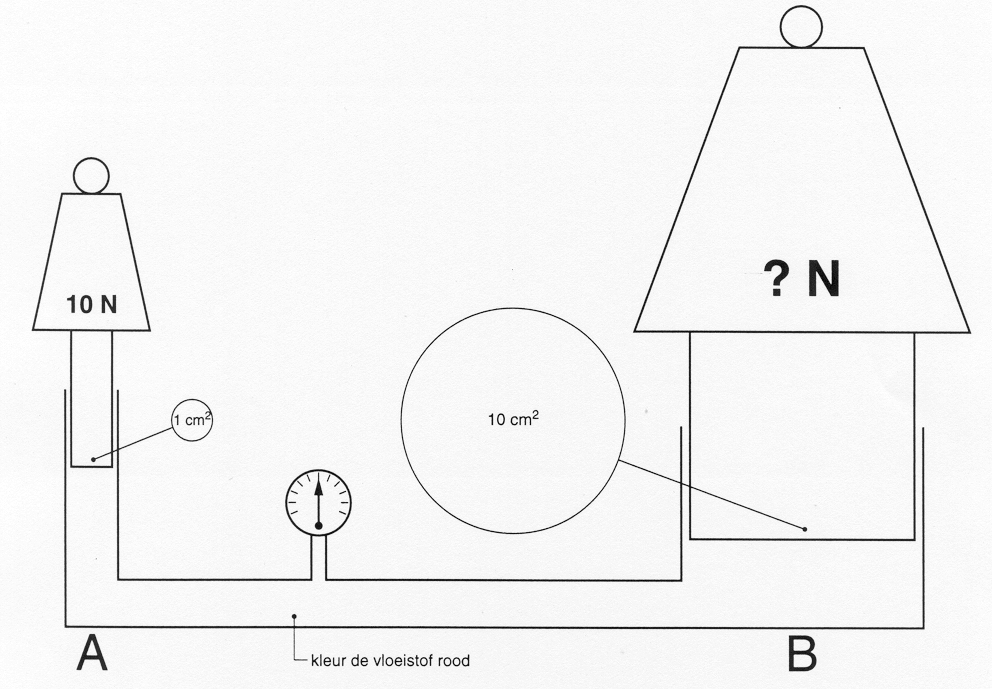 ? N
10 N
1 cm²
10 cm²
A
B
kleur de vloeistof rood